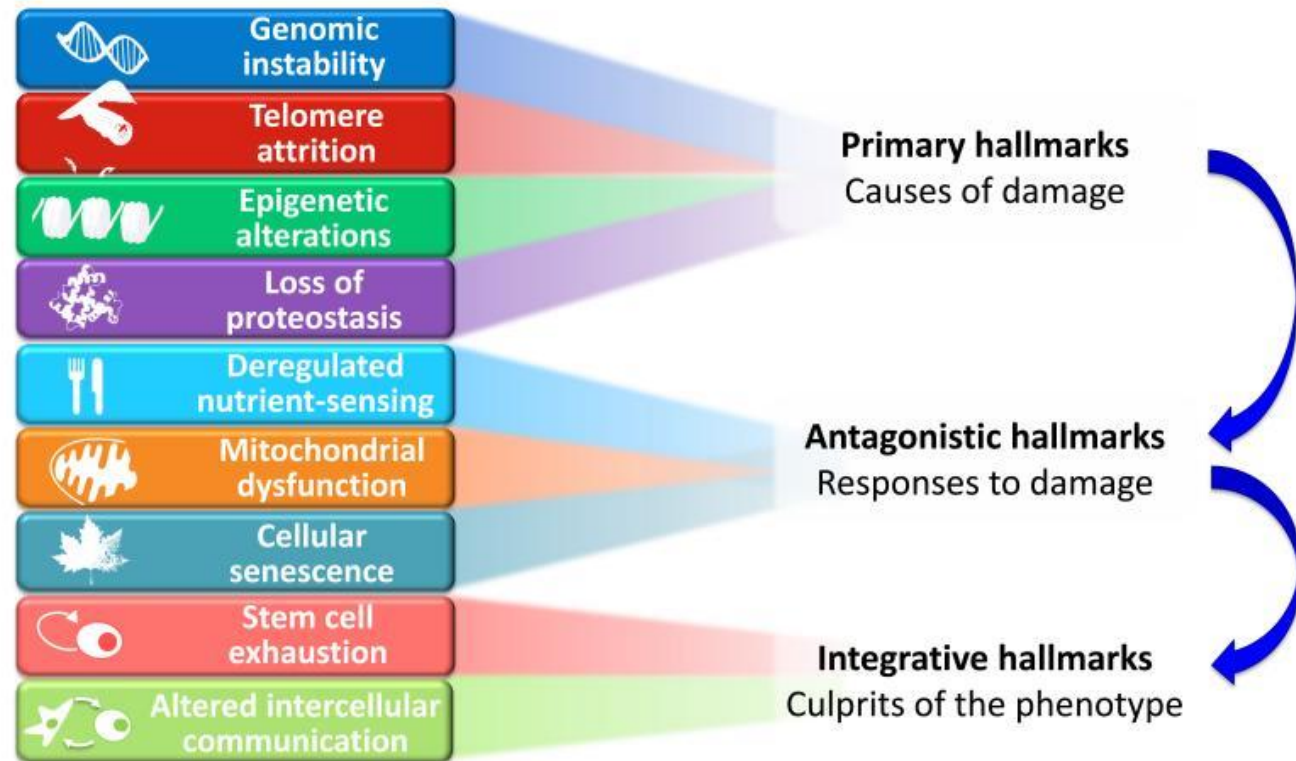 Genomic
instability
Telomere
attrition
Epigenetic
alterations
Loss of
proteostasis
Deregulated
nutrient-sensing
Mitochondrial
dysfunction
Cellular
senescence
Stem cell
exhaustion
Altered intercellular
communication
Primary hallmarks
Causes of damage
Antagonistic hallmarks
Responses to damage
Integrative hallmarks
Culprits of the phenotype